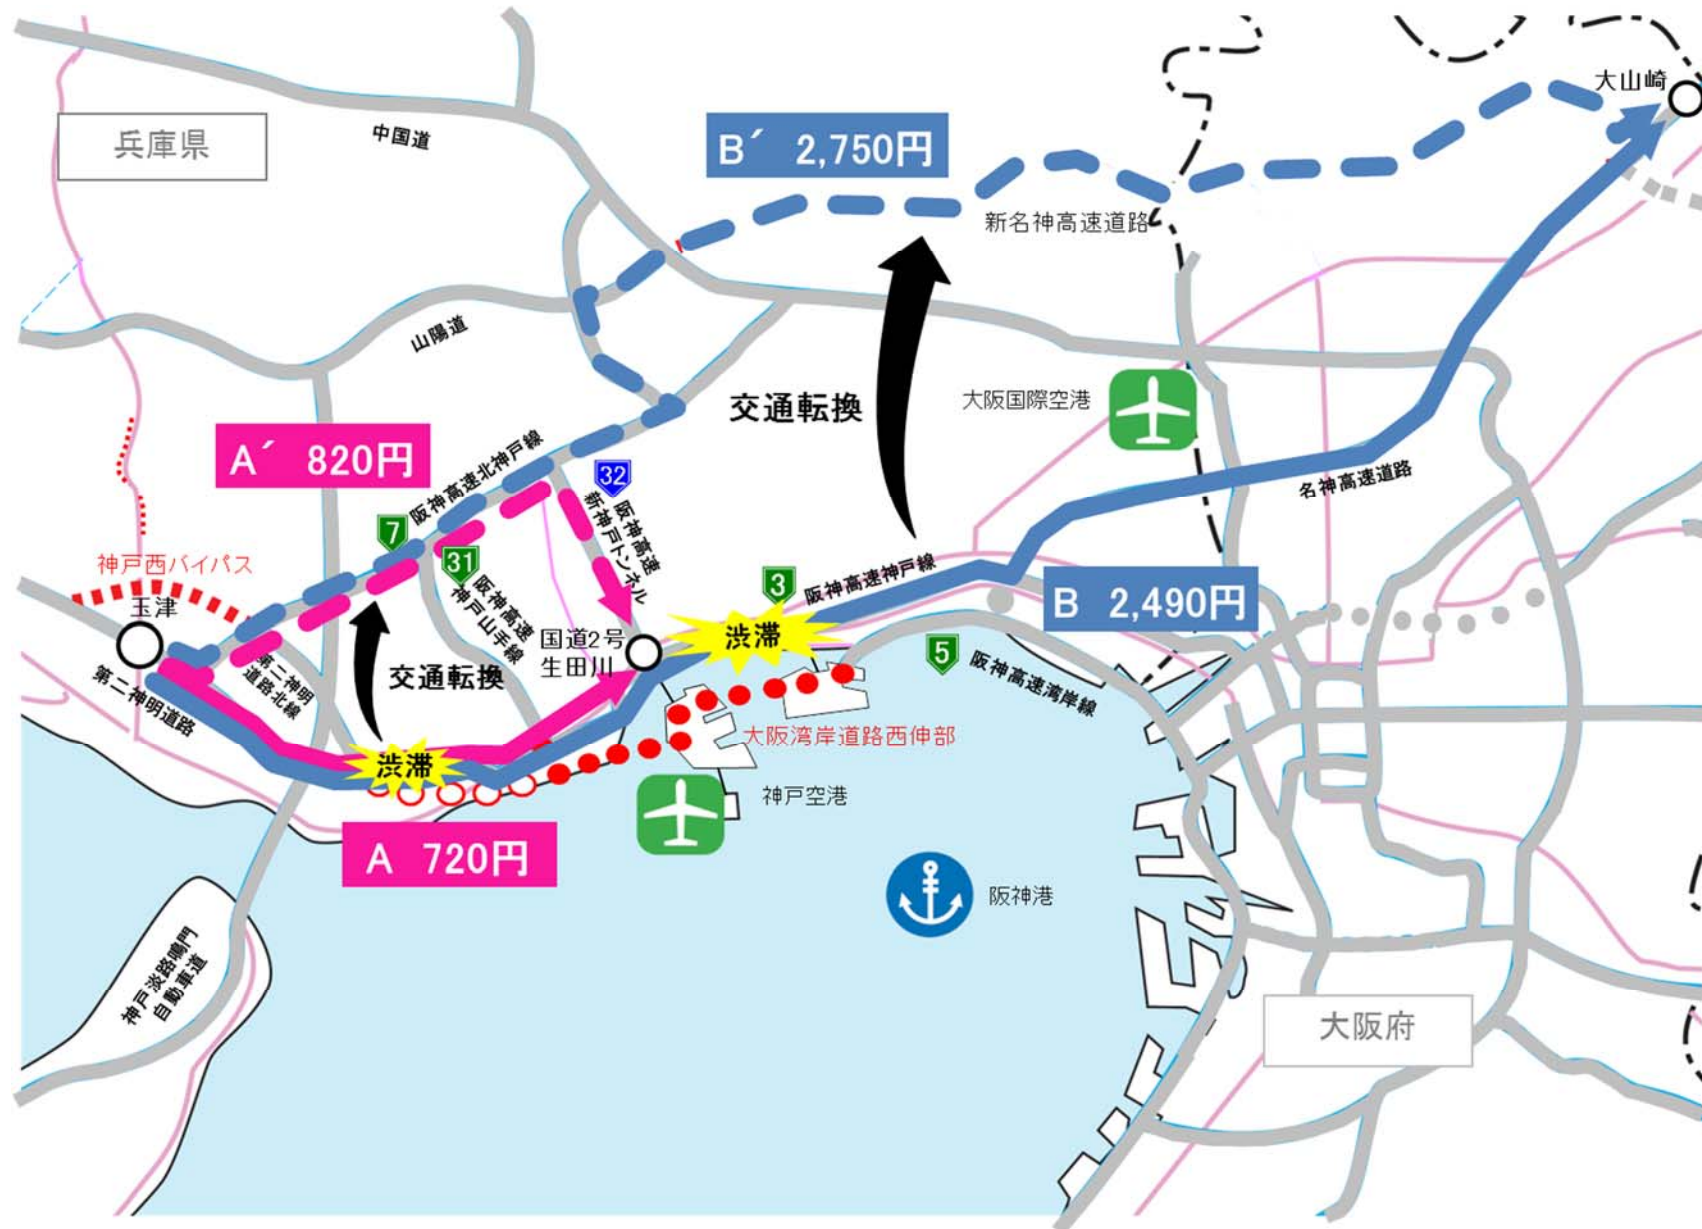 大山崎
兵庫県
中国道
B´ 2,750円
新名神高速道路
山陽道
交通転換
大阪国際空港
A´ 820円
阪神高速北神戸線
32
阪神高速
新神戸トンネル
名神高速道路
7
31
阪神高速
神戸山手線
神戸西バイパス
玉津
3
阪神高速神戸線
B 2,490円
国道2号
生田川
渋滞
5
阪神高速湾岸線
第二神明
道路北線
交通転換
第二神明道路
大阪湾岸道路西伸部
渋滞
神戸空港
A 720円
阪神港
神戸淡路鳴門
自動車道
大阪府